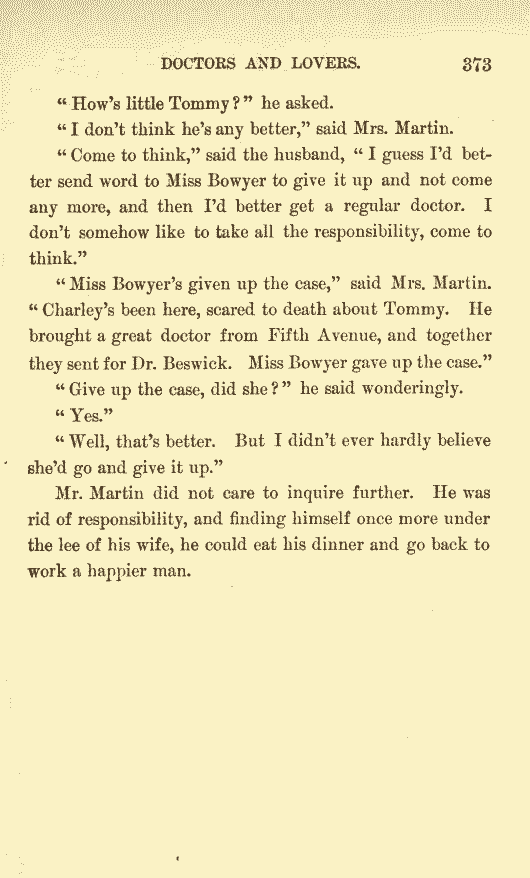 DOCTORS AND LOVERS. 373
“How's little Tommy?” he asked.
“I don't think he's any better,” said Mrs. Martin.
“Come to think,” said the husband, “I guess I'd bet-
ter send word to Miss Bowyer to give it up and not come
any more, and then I'd better get a regular doctor. I
don't somehow like to take all the responsibility, come to
think.”
“Miss Bowyer's given up the case,” said Mrs. Martin.
“Charley's been here, scared to death about Tommy. He
brought a great doctor from Fifth Avenue, and together
they sent for Dr. Beswick. Miss Bowyer gave up the case.”
“Give up the case, did she?” he said wonderingly.
“Yes.”
“Well, that's better. But I didn't ever hardly believe
she'd go and give it up.”
Mr. Martin did not care to inquire further. He was
rid of responsibility, and finding himself once more under
the lee of his wife, he could eat his dinner and go back to
work a happier man.